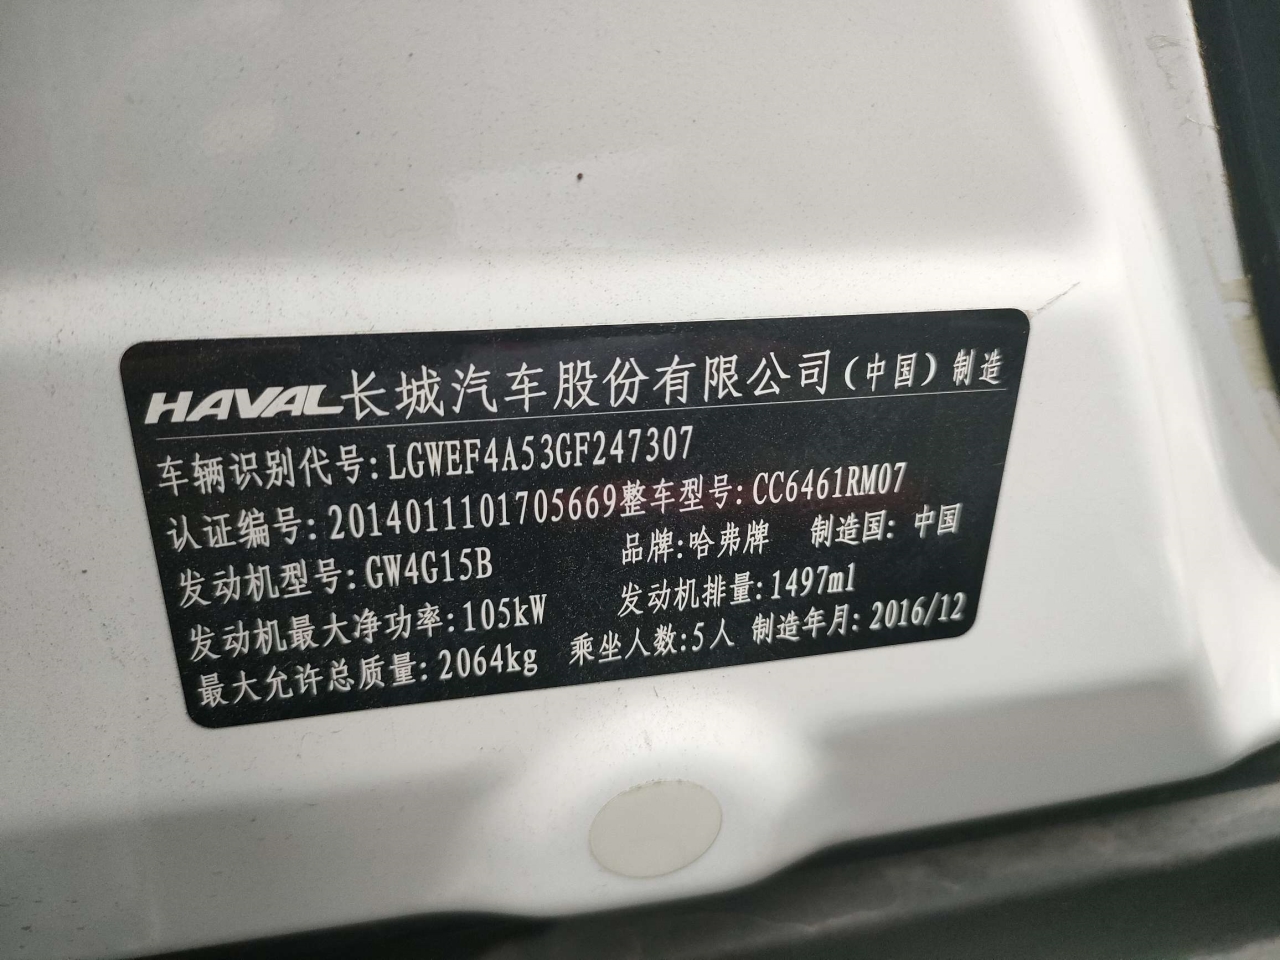 HAVAL长城汽车股份有限公司（中国）制造
车辆识别代号:LGWEF4A53GF247307
认证编号:2014011101705669整车型号:CC6461RM07
发动机型号:GW4G15B 品牌:哈弗牌 制造国:中国
发动机最大净功率:105kW 发动机排量:1497ml
最大允许总质量:2064kg 乘坐人数:5人 制造年月:2016/12